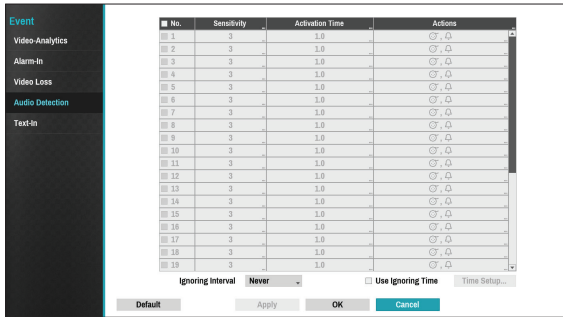 Event
Video-Analytics
Alarm-In
Video Loss
Audio Detection
Text-In
No. Sensitivity Activation Time Actions
1 3 1.0 ,
2 3 1.0 ,
3 3 1.0 ,
4 3 1.0 ,
5 3 1.0 ,
6 3 1.0 ,
7 3 1.0 ,
8 3 1.0 ,
9 3 1.0 ,
10 3 1.0 ,
11 3 1.0 ,
12 3 1.0 ,
13 3 1.0 ,
14 3 1.0 ,
15 3 1.0 ,
16 3 1.0 ,
17 3 1.0 ,
18 3 1.0 ,
19 3 1.0 ,
Ignoring Interval Never Use Ignoring Time Time Setup...
Default Apply OK Cancel